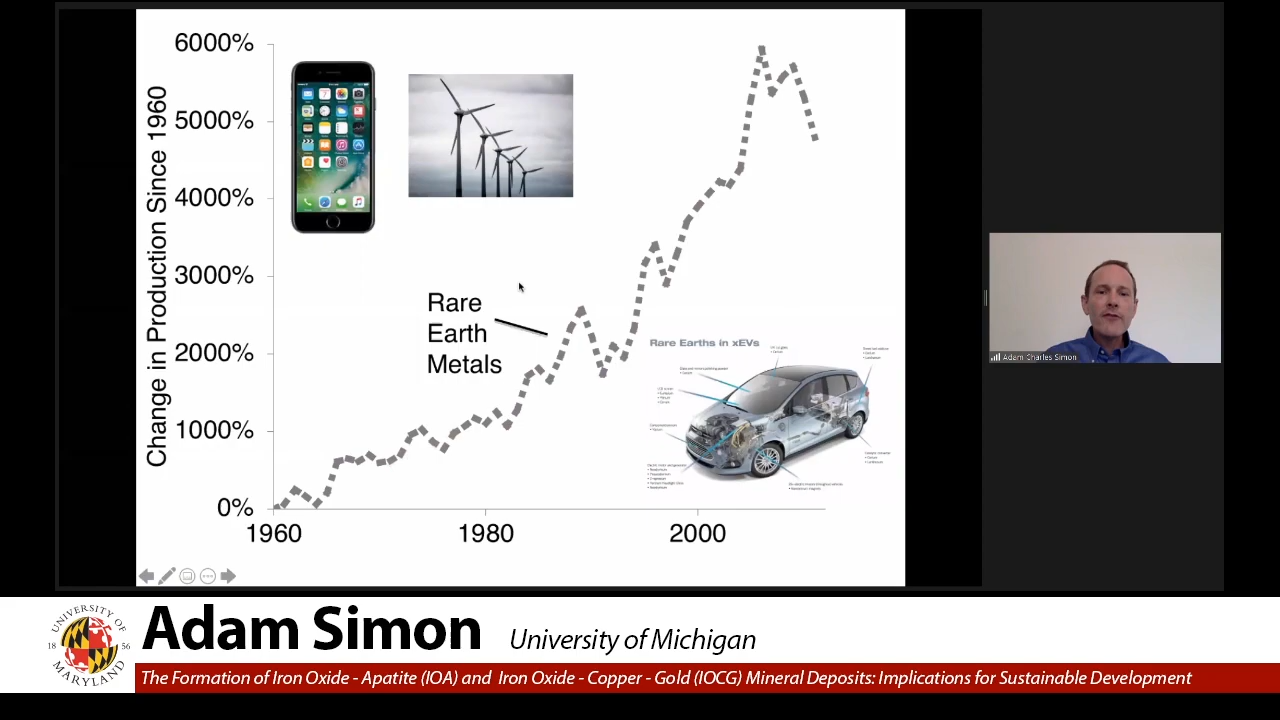 6000%
5000%
4000%
3000%
2000%
1000%
0%
Change in Production Since 1960
1960
1980
2000
Rare
Earth
Metals
Rare Earths in xEVs
Adam Charles Simon
UNIVERSITY OF
18 56
MARYLAND
Adam Simon
University of Michigan
The Formation of Iron Oxide - Apatite (IOA) and Iron Oxide - Copper - Gold (IOCG) Mineral Deposits: Implications for Sustainable Development